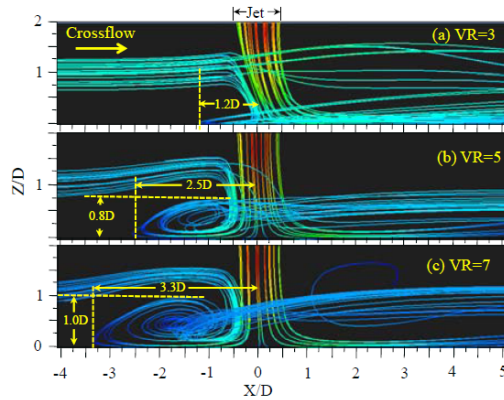 Jet
2
Crossflow
(a) VR=3
1
1.2D
0
(b) VR=5
1
2.5D
0.8D
(c) VR=7
3.3D
1
1.0D
0
Z/D
-4 -3 -2 -1 0 1 2 3 4 5
X/D